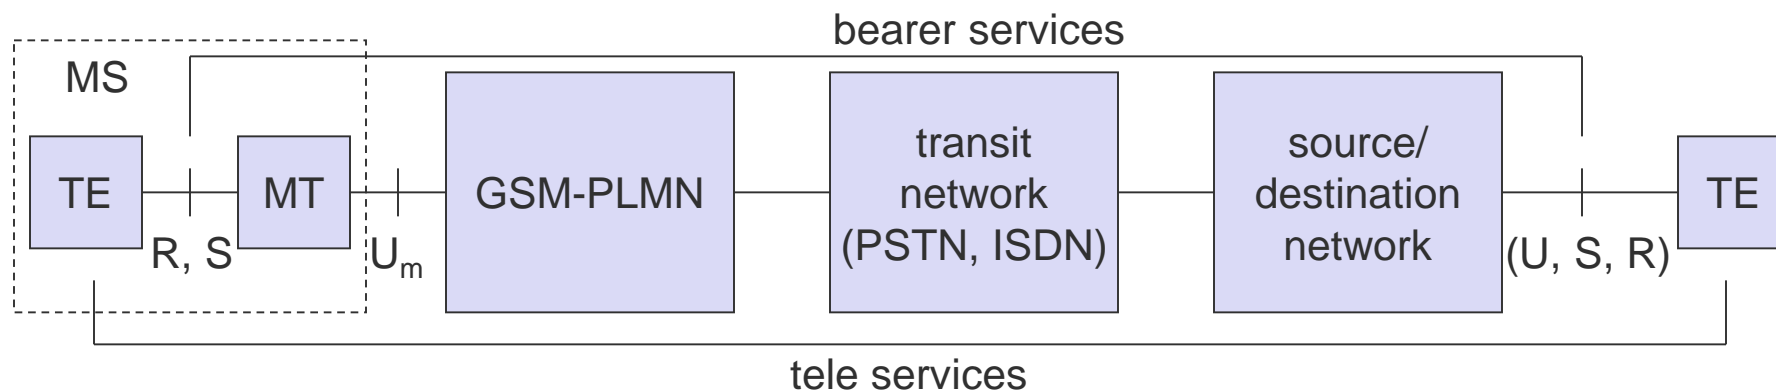 bearer services
MS
TE
MT
GSM-PLMN
transit
network
(PSTN, ISDN)
source/
destination
network
TE
R, S
Um
(U, S, R)
tele services